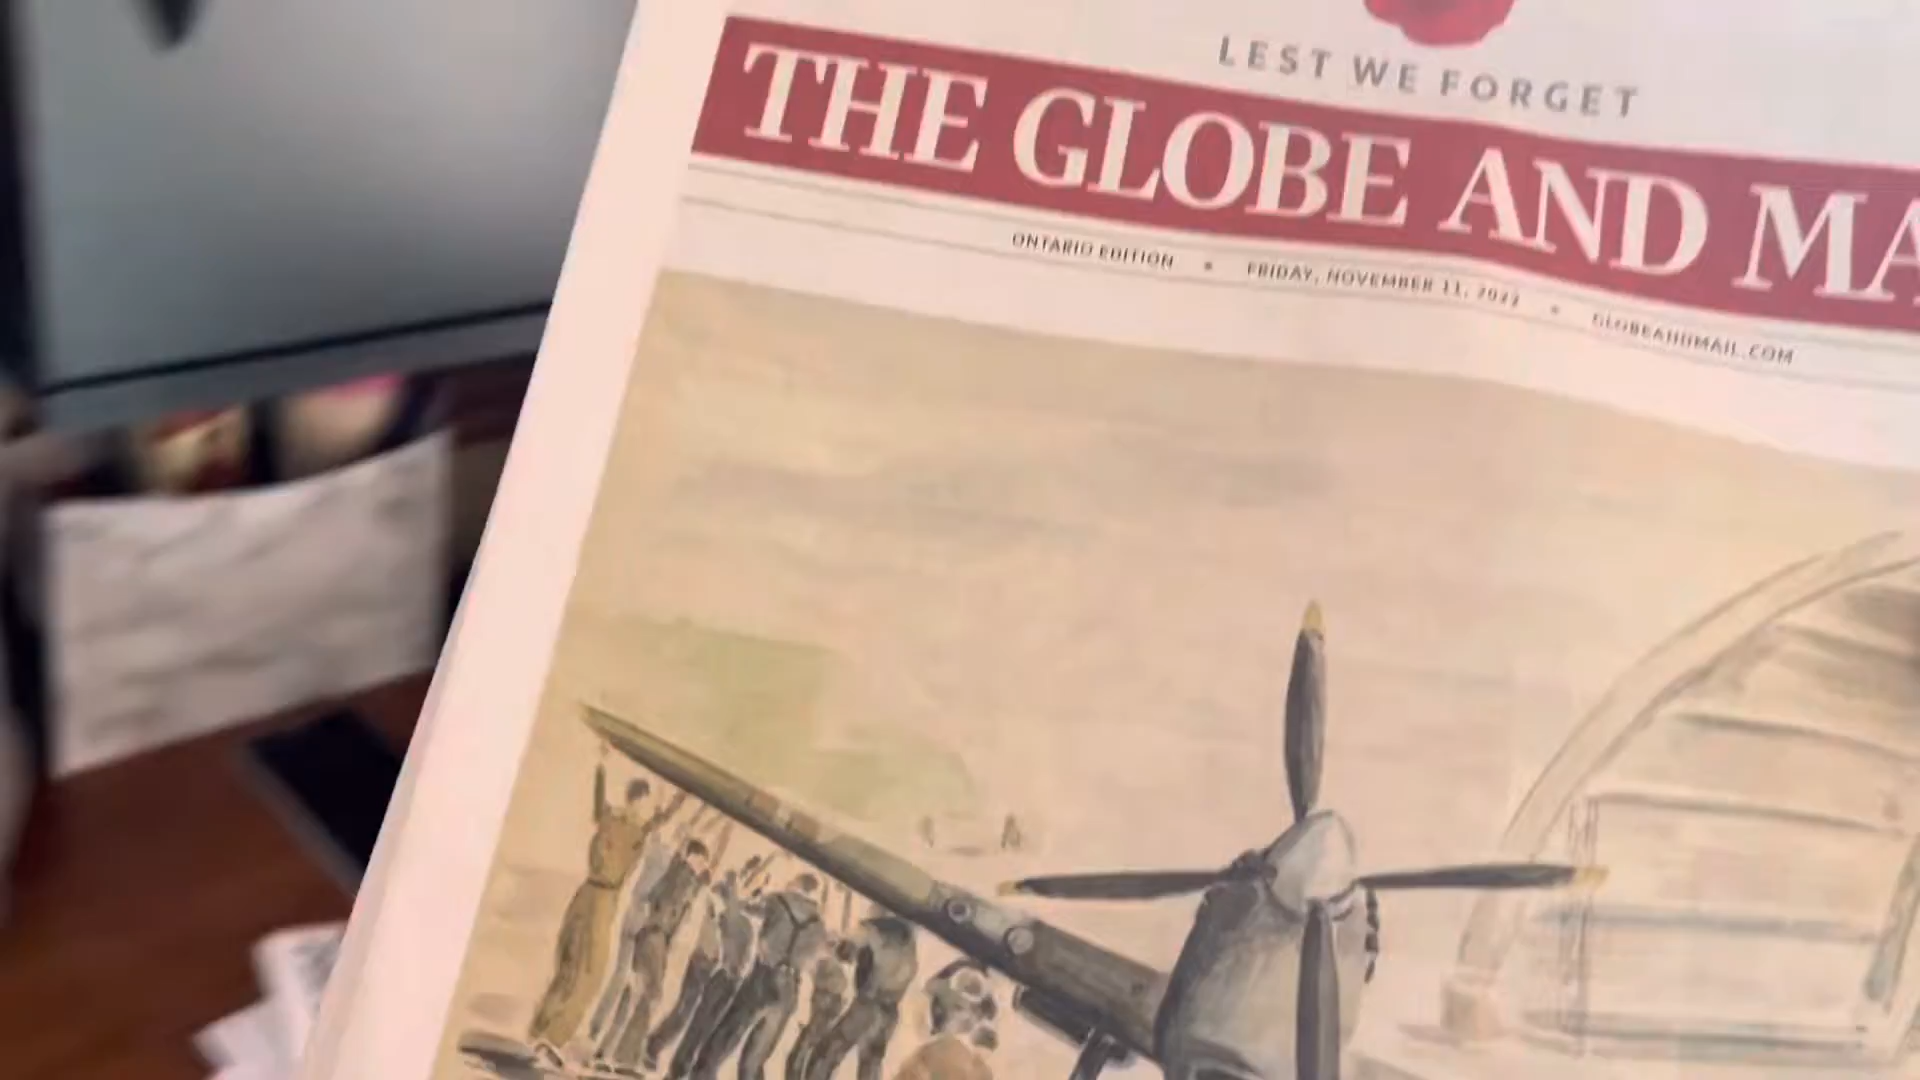 LEST WE FORGET
THE GLOBE AND MA
ONTARIO EDITION • FRIDAY, NOVEMBER 11, 2022 • GLOBEANDMAIL.COM